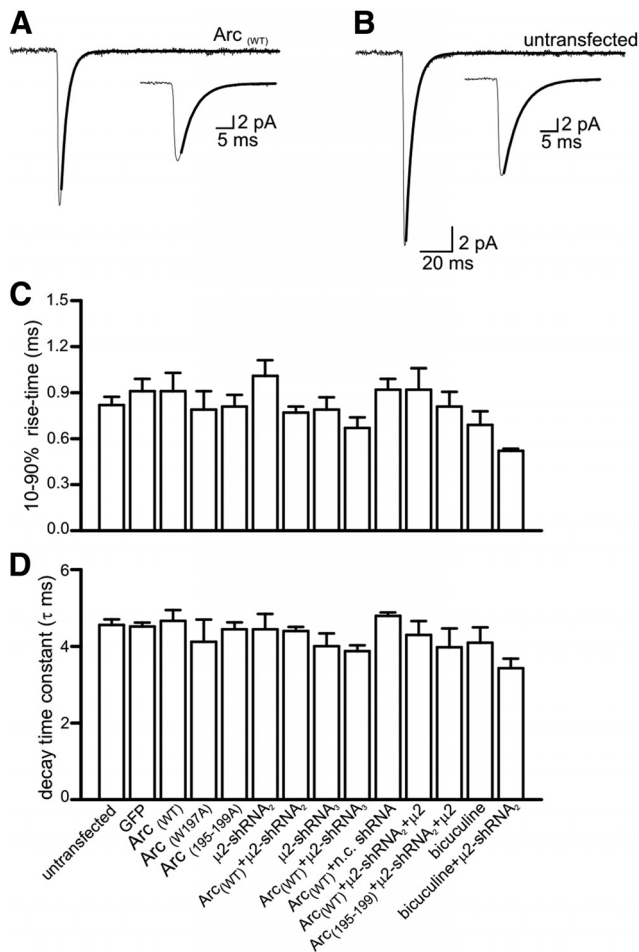 A
Arc (WT)
2 pA
5 ms
B
untransfected
2 pA
5 ms
2 pA
20 ms
C
10-90% rise-time (ms)
1.5
1.2
0.9
0.6
0.3
0.0
D
decay time constant (τ ms)
6
4
2
0
untransfected
GFP
Arc (WT)
Arc (W197A)
Arc (195-199A)
μ2-shRNA2
Arc(WT)+μ2-shRNA2
μ2-shRNA3
Arc(WT)+μ2-shRNA3
Arc(WT)+n.c. shRNA
Arc(WT)+μ2-shRNA2+μ2
Arc(195-199)+μ2-shRNA2+μ2
bicuculine
bicuculine+μ2-shRNA2